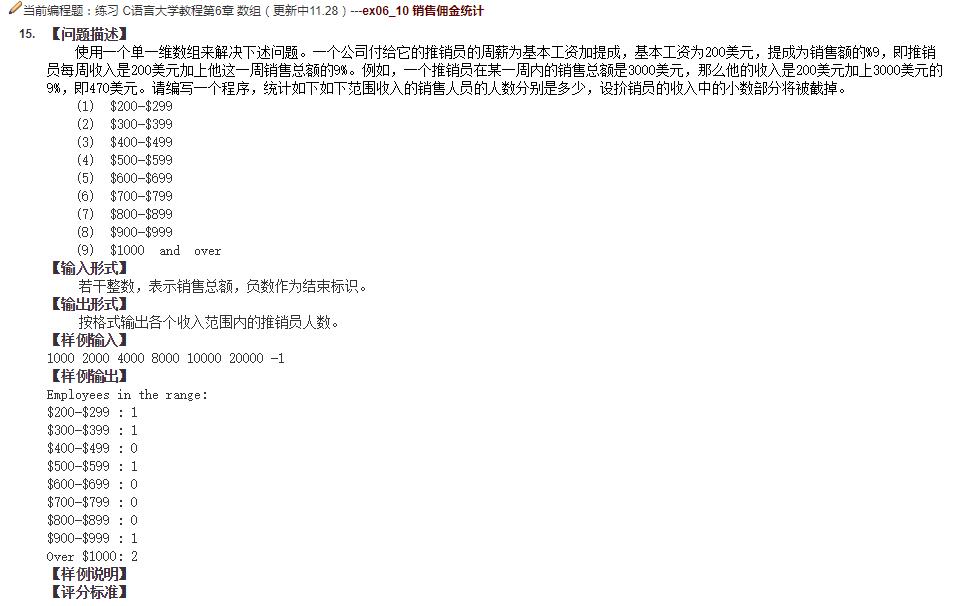 当前编程题：练习 C语言大学教程第6章 数组（更新中11.28）---ex06_10 销售佣金统计
15. 【问题描述】
使用一个单一维数组来解决下述问题。一个公司付给它的推销员的周薪为基本工资加提成，基本工资为200美元，提成为销售额的%9，即推销
员每周收入是200美元加上他这一周销售总额的9%。例如，一个推销员在某一周内的销售总额是3000美元，那么他的收入是200美元加上3000美元的
9%，即470美元。请编写一个程序，统计如下如下范围收入的销售人员的人数分别是多少，设扴销员的收入中的小数部分将被截掉。
(1) $200-$299
(2) $300-$399
(3) $400-$499
(4) $500-$599
(5) $600-$699
(6) $700-$799
(7) $800-$899
(8) $900-$999
(9) $1000 and over
【输入形式】
若干整数，表示销售总额，负数作为结束标识。
【输出形式】
按格式输出各个收入范围内的推销员人数。
【样例输入】
1000 2000 4000 8000 10000 20000 -1
【样例输出】
Employees in the range:
$200-$299 : 1
$300-$399 : 1
$400-$499 : 0
$500-$599 : 1
$600-$699 : 0
$700-$799 : 0
$800-$899 : 0
$900-$999 : 1
Over $1000: 2
【样例说明】
【评分标准】